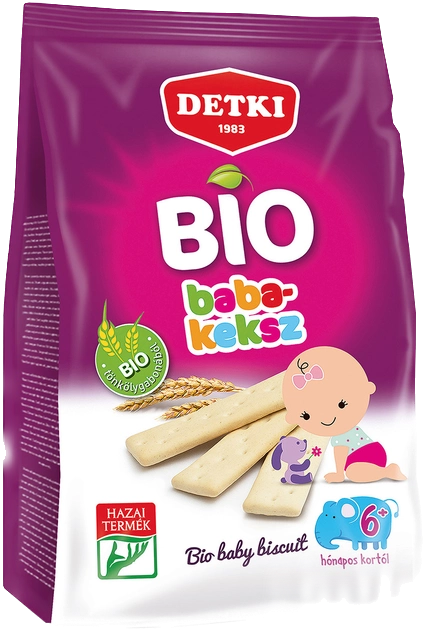 DETKI
1983
BIO
baba-
keksz
BIO
tönkölygabonából
HAZAI
TERMÉK
Bio baby biscuit
6+
hónapos kortól